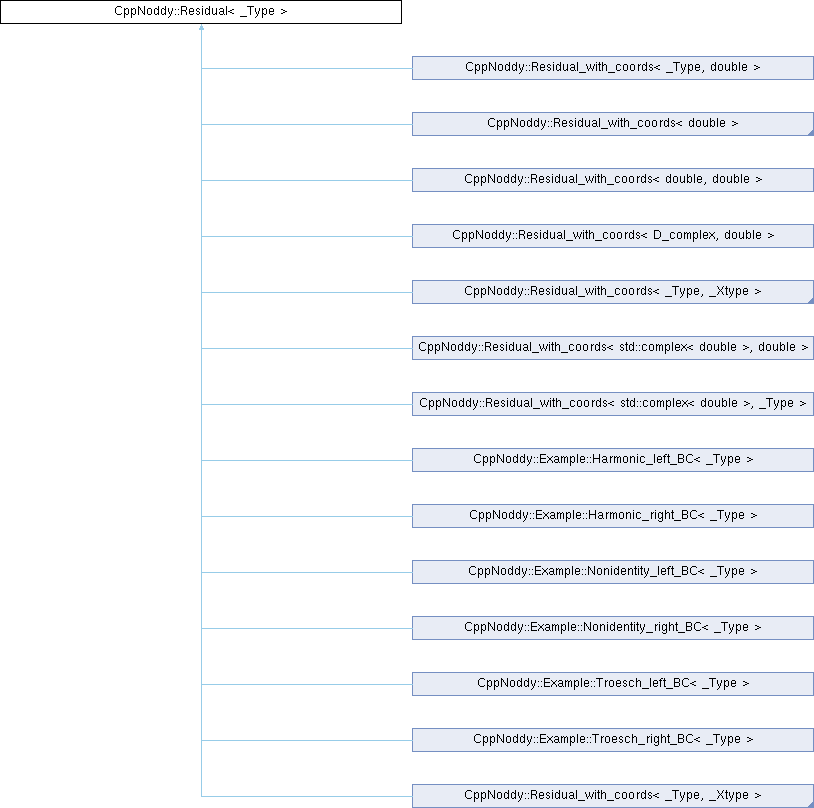 CppNoddy::Residual< _Type >
CppNoddy::Residual_with_coords< _Type, double >
CppNoddy::Residual_with_coords< double >
CppNoddy::Residual_with_coords< double, double >
CppNoddy::Residual_with_coords< D_complex, double >
CppNoddy::Residual_with_coords< _Type, _Xtype >
CppNoddy::Residual_with_coords< std::complex< double >, double >
CppNoddy::Residual_with_coords< std::complex< double >, _Type >
CppNoddy::Example::Harmonic_left_BC< _Type >
CppNoddy::Example::Harmonic_right_BC< _Type >
CppNoddy::Example::Nonidentity_left_BC< _Type >
CppNoddy::Example::Nonidentity_right_BC< _Type >
CppNoddy::Example::Troesch_left_BC< _Type >
CppNoddy::Example::Troesch_right_BC< _Type >
CppNoddy::Residual_with_coords< _Type, _Xtype >